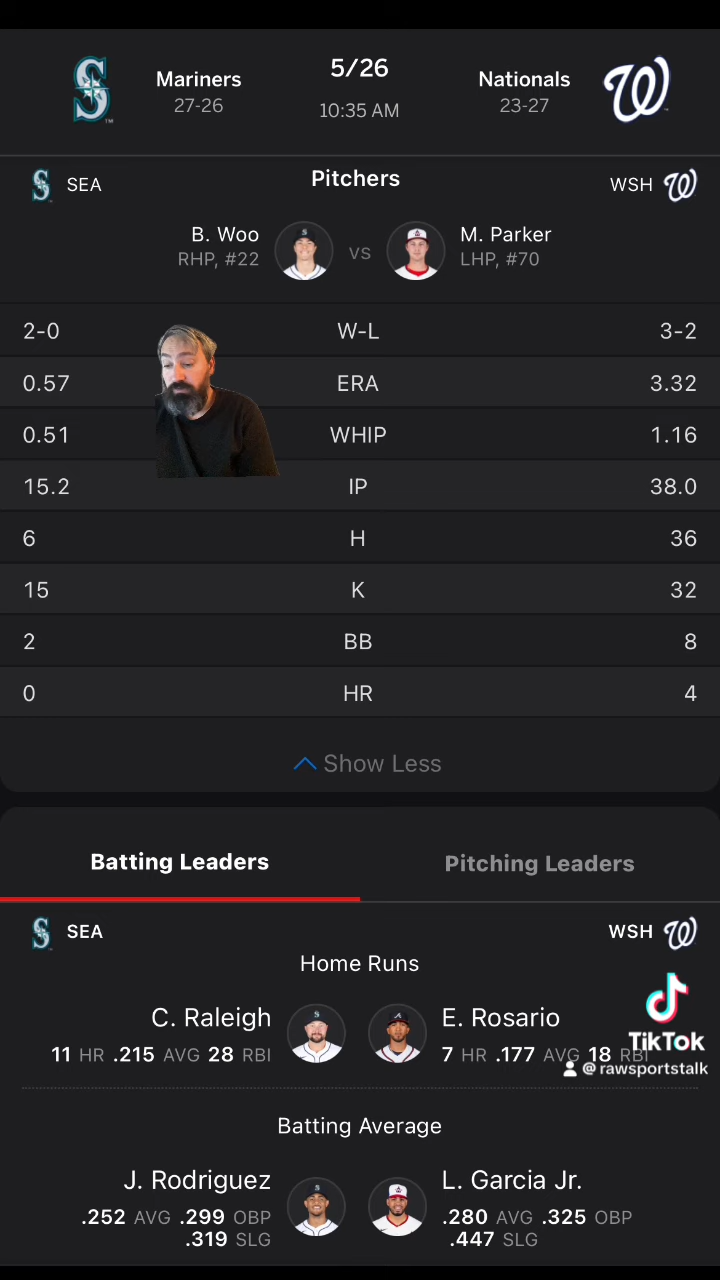 Mariners
27-26
5/26
10:35 AM
Nationals
23-27
SEA
Pitchers
WSH
B. Woo
RHP, #22
vs
M. Parker
LHP, #70
2-0 W-L 3-2
0.57 ERA 3.32
0.51 WHIP 1.16
15.2 IP 38.0
6 H 36
15 K 32
2 BB 8
0 HR 4
Show Less
Batting Leaders
Pitching Leaders
SEA
WSH
Home Runs
C. Raleigh
11 HR .215 AVG 28 RBI
E. Rosario
7 HR .177 AVG 18 RBI
TikTok
@rawsportstalk
Batting Average
J. Rodriguez
.252 AVG .299 OBP
.319 SLG
L. Garcia Jr.
.280 AVG .325 OBP
.447 SLG